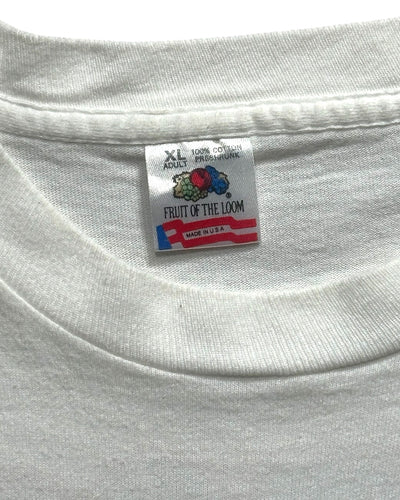 XL 100% COTTON
ADULT PRESHRUNK
FRUIT OF THE LOOM®
MADE IN U.S.A